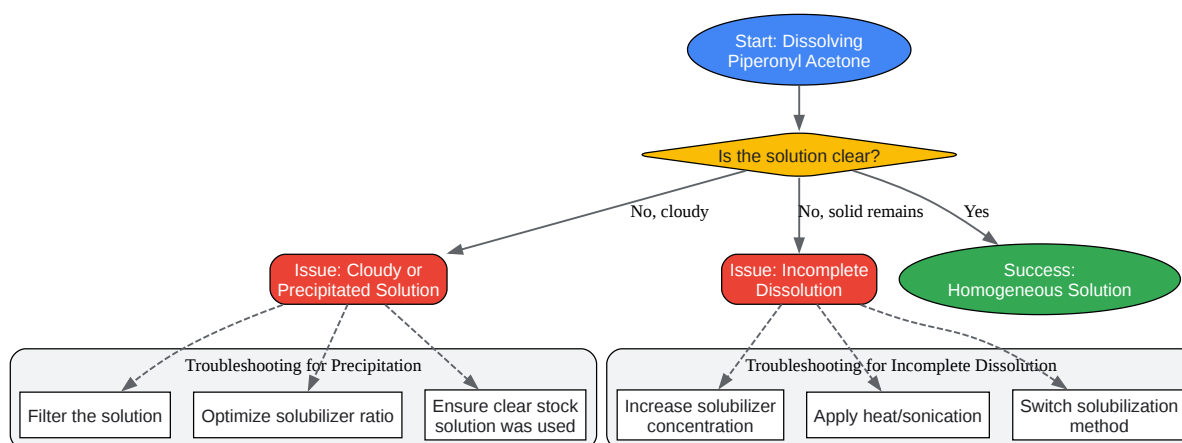 Start: Dissolving
Piperonyl Acetone
Is the solution clear?
No, cloudy
No, solid remains
Yes
Issue: Cloudy or
Precipitated Solution
Issue: Incomplete
Dissolution
Success:
Homogeneous Solution
Troubleshooting for Precipitation
Filter the solution
Optimize solubilizer ratio
Ensure clear stock
solution was used
Troubleshooting for Incomplete Dissolution
Increase solubilizer
concentration
Apply heat/sonication
Switch solubilization
method